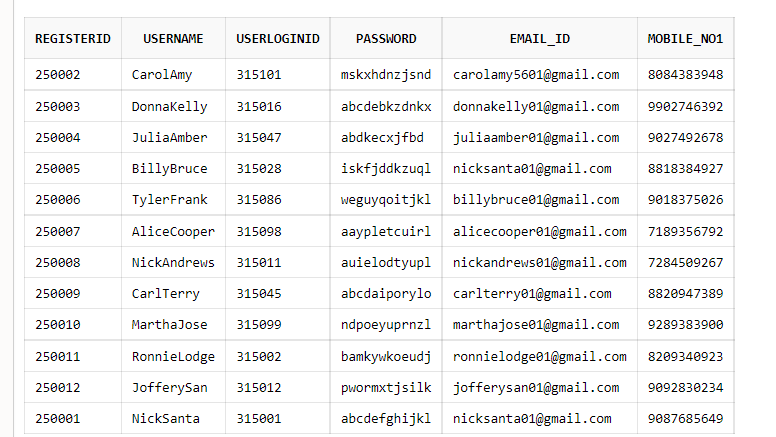 REGISTERID USERNAME USERLOGINID PASSWORD EMAIL_ID MOBILE_NO1
250002 CarolAmy 315101 mskxhdnzjsnd carolamy5601@gmail.com 8084383948
250003 DonnaKelly 315016 abcdebkzdnkx donnakelly01@gmail.com 9902746392
250004 JuliaAmber 315047 abdkecxjfbd juliaamber01@gmail.com 9027492678
250005 BillyBruce 315028 iskfjddkzuql nicksanta01@gmail.com 8818384927
250006 TylerFrank 315086 weguyqoitjkl billybruce01@gmail.com 9018375026
250007 AliceCooper 315098 aaypletcuirl alicecooper01@gmail.com 7189356792
250008 NickAndrews 315011 auielodtyupl nickandrews01@gmail.com 7284509267
250009 CarlTerry 315045 abcdaiporylo carlterry01@gmail.com 8820947389
250010 MarthaJose 315099 ndpoeyuprnzl marthajose01@gmail.com 9289383900
250011 RonnieLodge 315002 bamkywkoeudj ronnielodge01@gmail.com 8209340923
250012 JofferySan 315012 pwormxtjsilk jofferysan01@gmail.com 9092830234
250001 NickSanta 315001 abcdefghijkl nicksanta01@gmail.com 9087685649